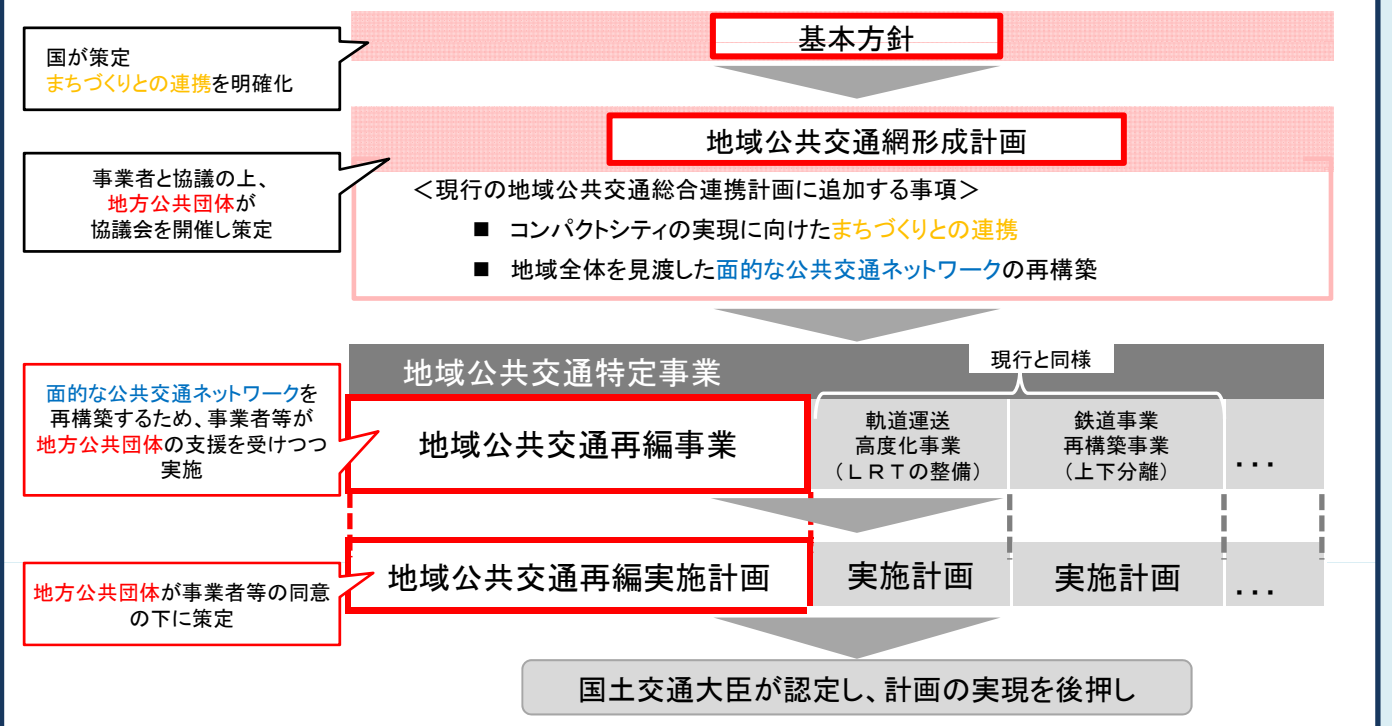 基本方針
国が策定
まちづくりとの連携を明確化
地域公共交通網形成計画
事業者と協議の上、
地方公共団体が
協議会を開催し策定
<現行の地域公共交通総合連携計画に追加する事項>
■ コンパクトシティの実現に向けたまちづくりとの連携
■ 地域全体を見渡した面的な公共交通ネットワークの再構築
地域公共交通特定事業
現行と同様
面的な公共交通ネットワークを
再構築するため、事業者等が
地方公共団体の支援を受けつつ
実施
地域公共交通再編事業
軌道運送
高度化事業
(LRTの整備)
鉄道事業
再構築事業
(上下分離)
・・・
地方公共団体が事業者等の同意
の下に策定
地域公共交通再編実施計画
実施計画
実施計画
・・・
国土交通大臣が認定し、計画の実現を後押し